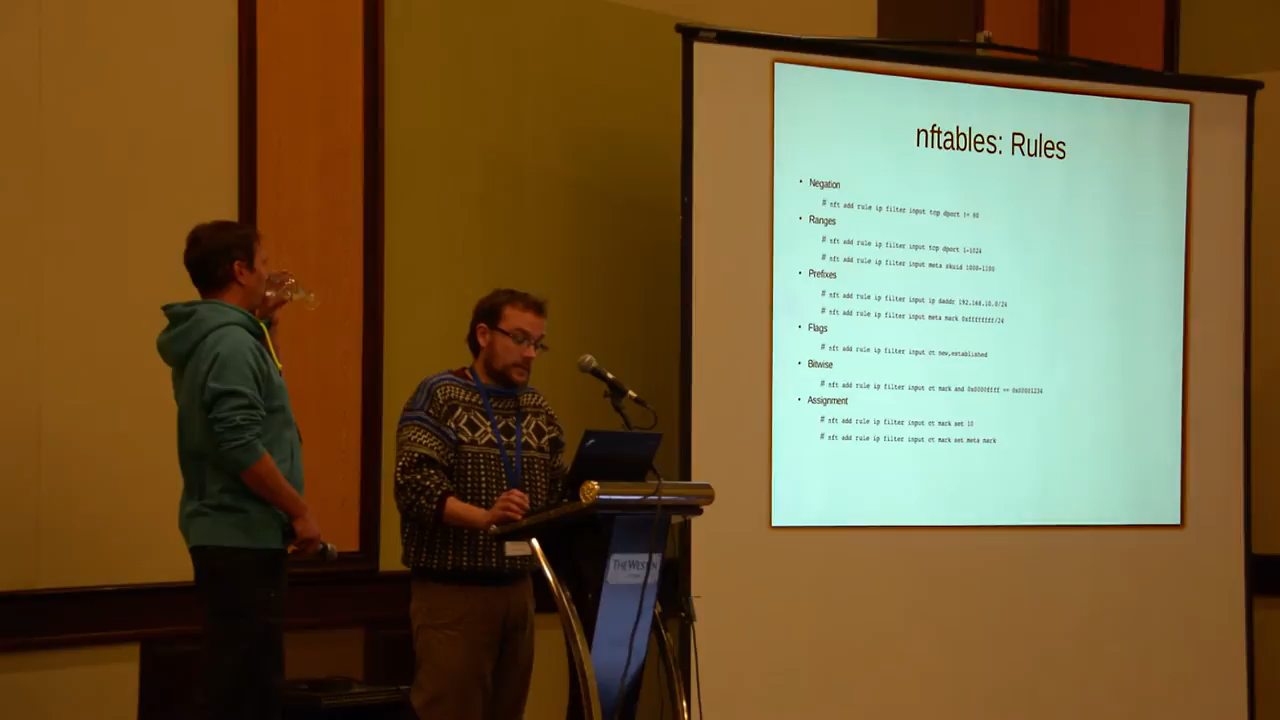 nftables: Rules
• Negation
# nft add rule ip filter input tcp dport != 80
• Ranges
# nft add rule ip filter input tcp dport 1-1024
# nft add rule ip filter input meta skuid 1000-1100
• Prefixes
# nft add rule ip filter input ip daddr 192.168.10.0/24
# nft add rule ip filter input meta mark 0xffffffff/24
• Flags
# nft add rule ip filter input ct new,established
• Bitwise
# nft add rule ip filter input ct mark and 0x0000ffff == 0x00001234
• Assignment
# nft add rule ip filter input ct mark set 10
# nft add rule ip filter input ct mark set meta mark
THE WESTIN